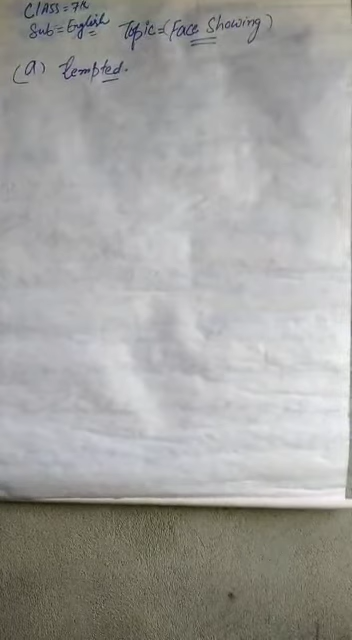 CLASS = 7th
Sub = English Topic = (Face Showing)
(a) tempted.